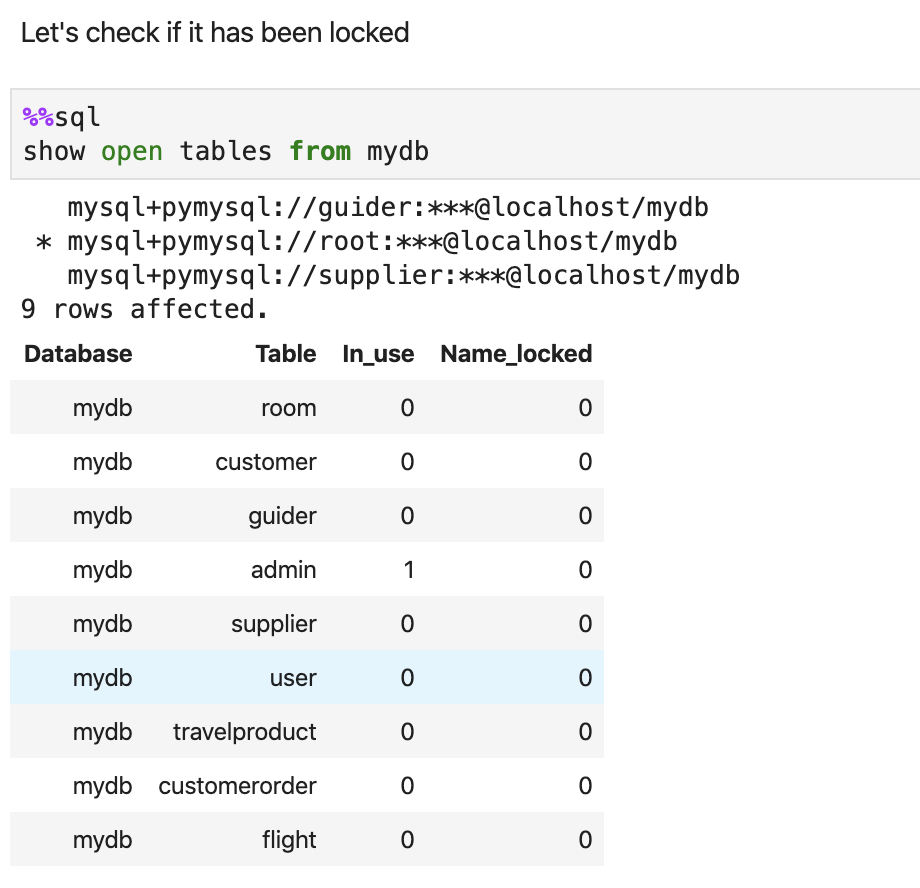 Let's check if it has been locked
%%sql
show open tables from mydb
mysql+pymysql://guider:***@localhost/mydb
* mysql+pymysql://root:***@localhost/mydb
mysql+pymysql://supplier:***@localhost/mydb
9 rows affected.
Database Table In_use Name_locked
mydb room 0 0
mydb customer 0 0
mydb guider 0 0
mydb admin 1 0
mydb supplier 0 0
mydb user 0 0
mydb travelproduct 0 0
mydb customerorder 0 0
mydb flight 0 0